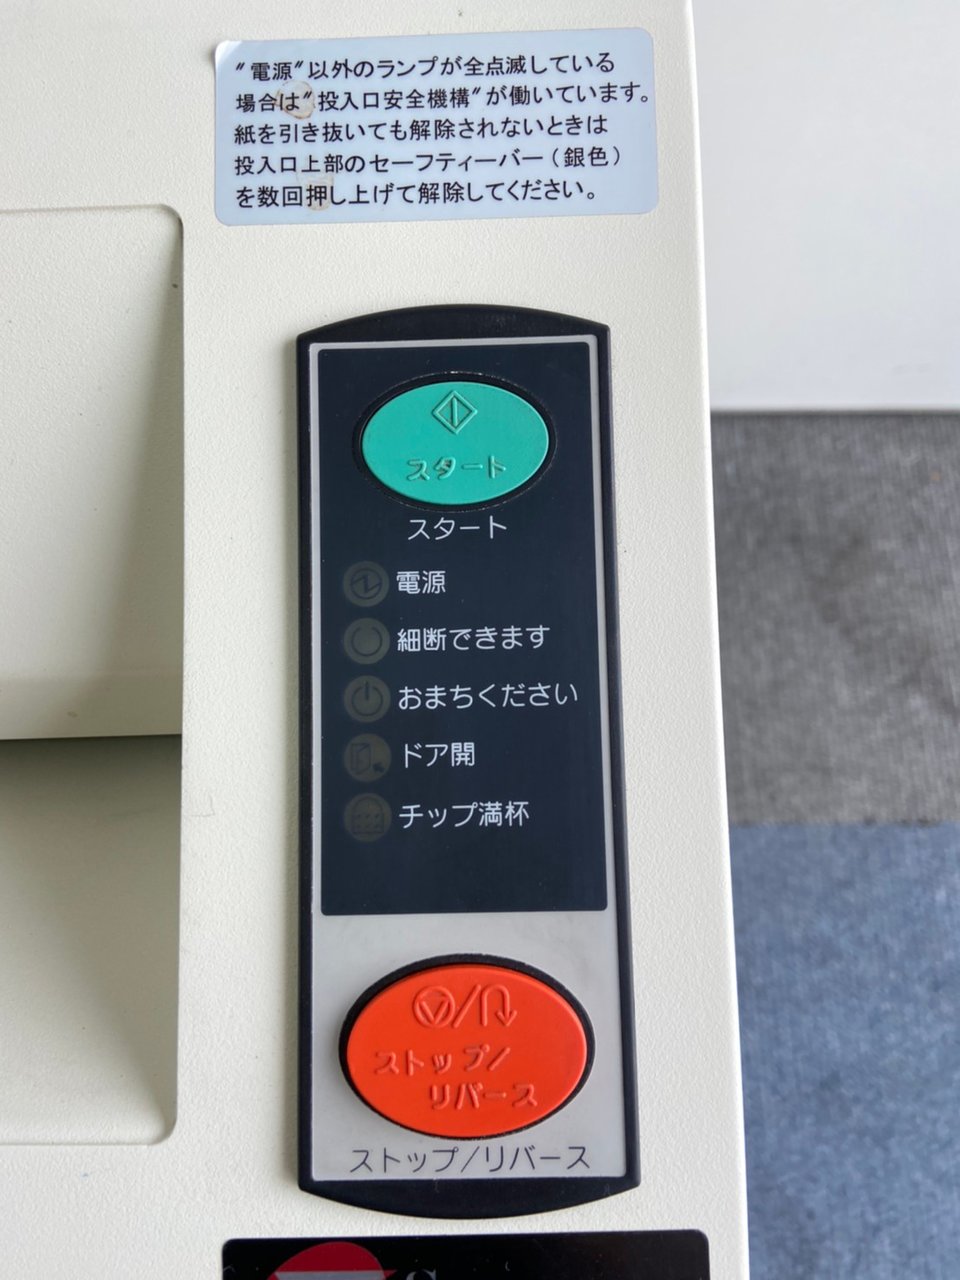 "電源"以外のランプが全点滅している
場合は"投入口安全機構"が働いています。
紙を引き抜いても解除されないときは
投入口上部のセーフティーバー（銀色）
を数回押し上げて解除してください。
スタート
スタート
電源
細断できます
おまちください
ドア開
チップ満杯
ストップ/
リバース
ストップ/リバース